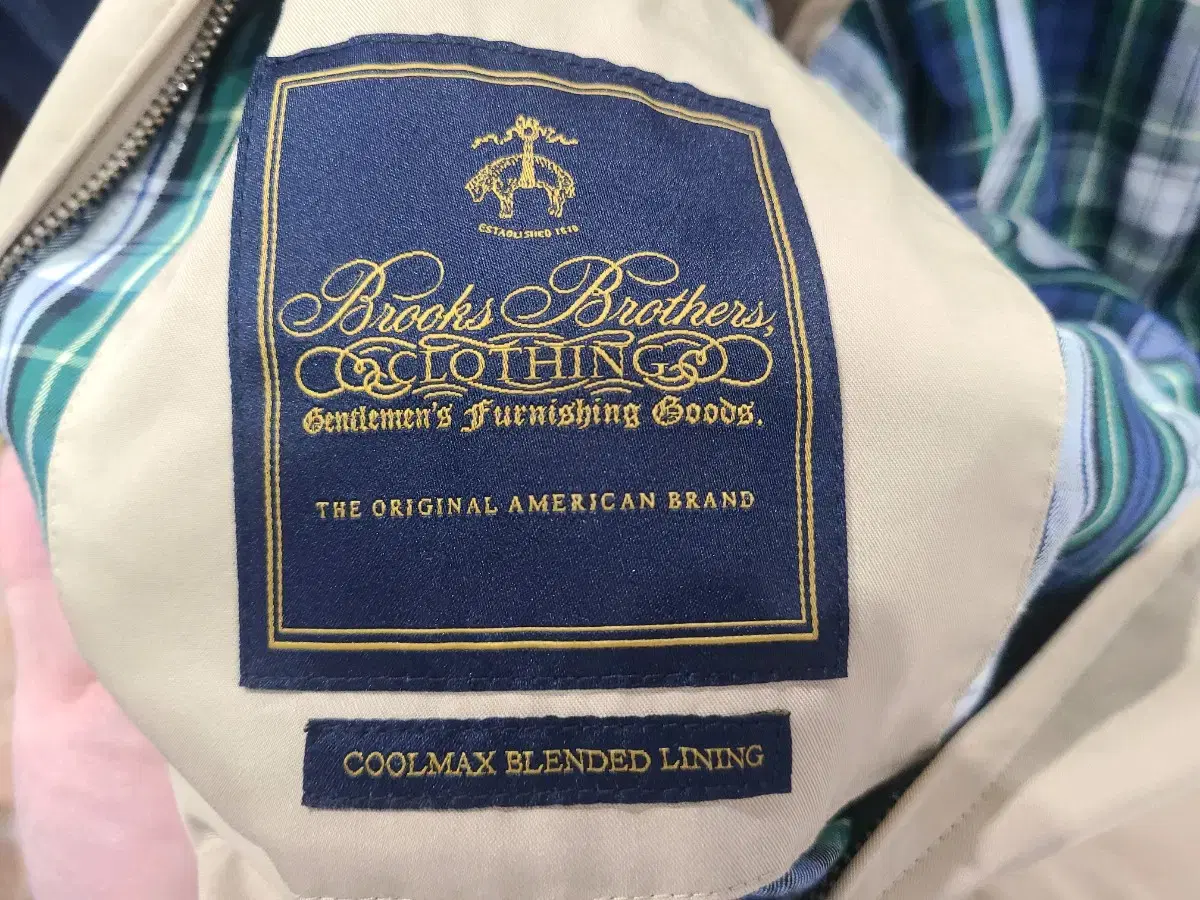 ESTABLISHED 1818
Brooks Brothers,
CLOTHING
Gentlemen's Furnishing Goods.
THE ORIGINAL AMERICAN BRAND
COOLMAX BLENDED LINING